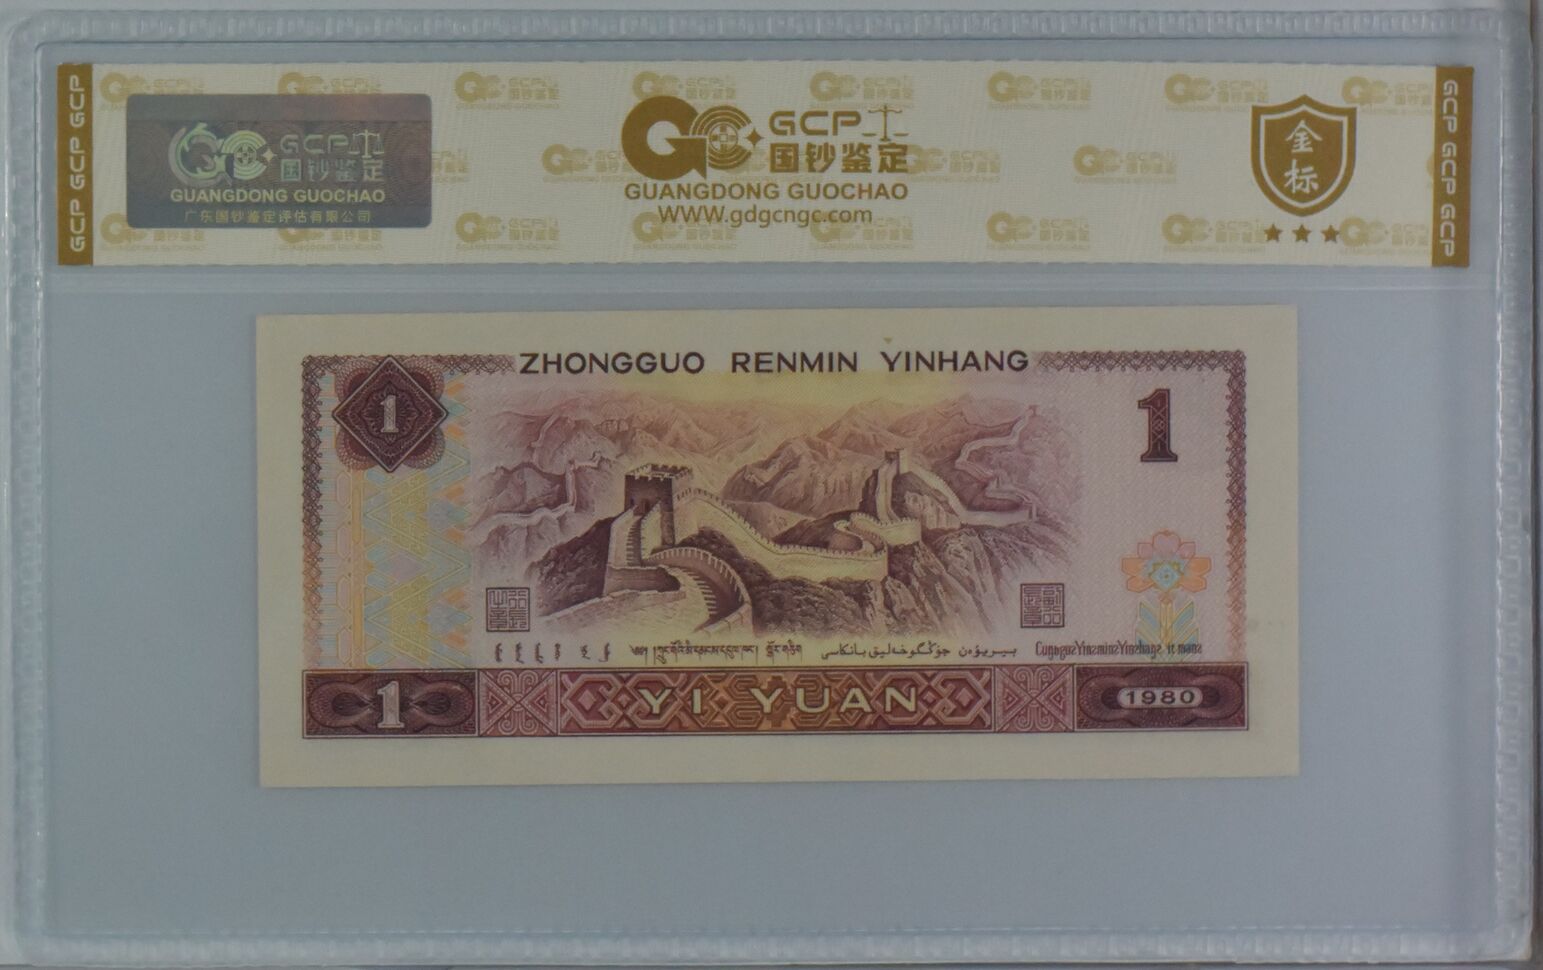 GCP GCP GCP
GCP 国钞鉴定
GUANGDONG GUOCHAO
广东国钞鉴定评估有限公司
GCP
国钞鉴定
GUANGDONG GUOCHAO
WWW.gdgcngc.com
金标
GCP GCP GCP
ZHONGGUO RENMIN YINHANG
1
1
YI YUAN
1
1980